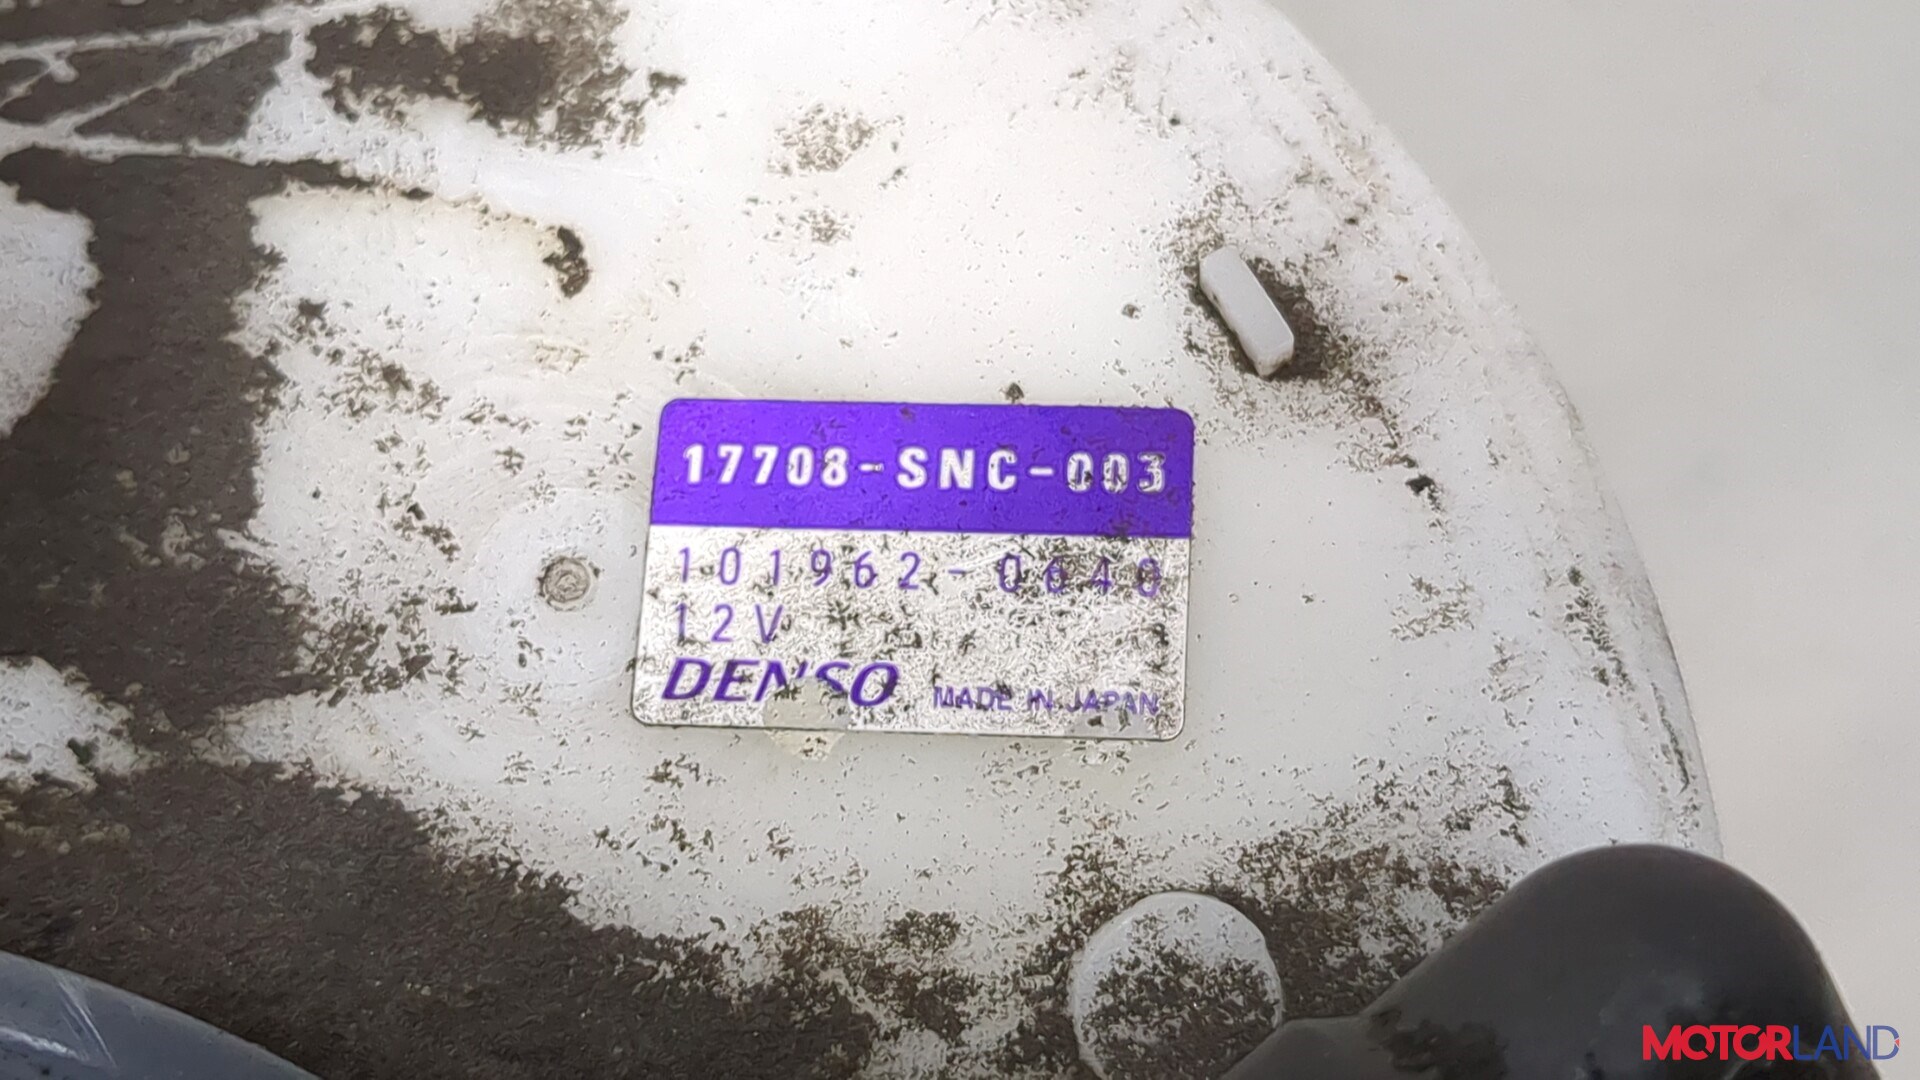 17708-SNC-003
101962-0640
12V
DENSO MADE IN JAPAN
MOTORLAND